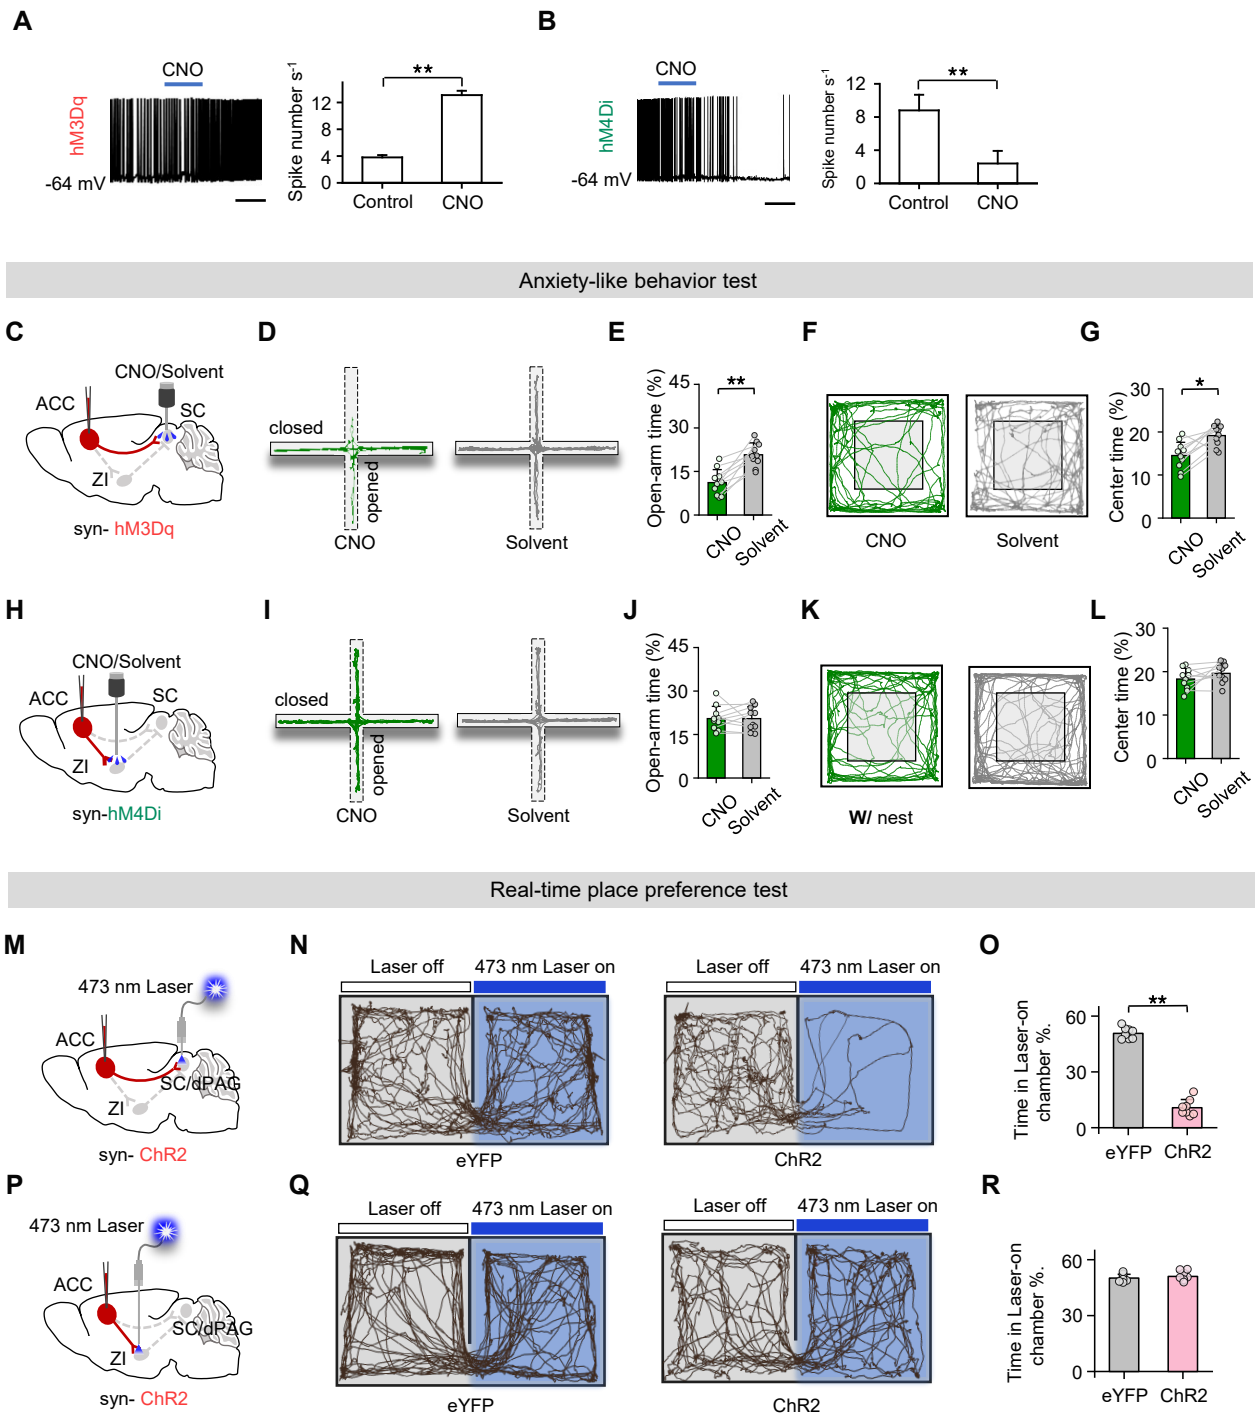 A
CNO
hM3Dq
-64 mV
Spike number s-1
12
8
4
0
**
Control
CNO
B
CNO
hM4Di
-64 mV
Spike number s-1
12
8
4
0
**
Control
CNO
Anxiety-like behavior test
C
CNO/Solvent
ACC
SC
ZI
syn- hM3Dq
D
closed
opened
CNO
Solvent
E
Open-arm time (%)
45
30
15
0
**
CNO
Solvent
F
CNO
Solvent
G
Center time (%)
30
20
10
0
*
CNO
Solvent
H
CNO/Solvent
ACC
SC
ZI
syn-hM4Di
I
closed
opened
CNO
Solvent
J
Open-arm time (%)
45
30
15
0
CNO
Solvent
K
W/ nest
L
Center time (%)
30
20
10
0
CNO
Solvent
Real-time place preference test
M
473 nm Laser
ACC
SC/dPAG
ZI
syn- ChR2
N
Laser off
473 nm Laser on
eYFP
Laser off
473 nm Laser on
ChR2
O
Time in Laser-on
chamber %.
60
30
0
**
eYFP
ChR2
P
473 nm Laser
ACC
SC/dPAG
ZI
syn- ChR2
Q
Laser off
473 nm Laser on
eYFP
Laser off
473 nm Laser on
ChR2
R
Time in Laser-on
chamber %.
60
30
0
eYFP
ChR2